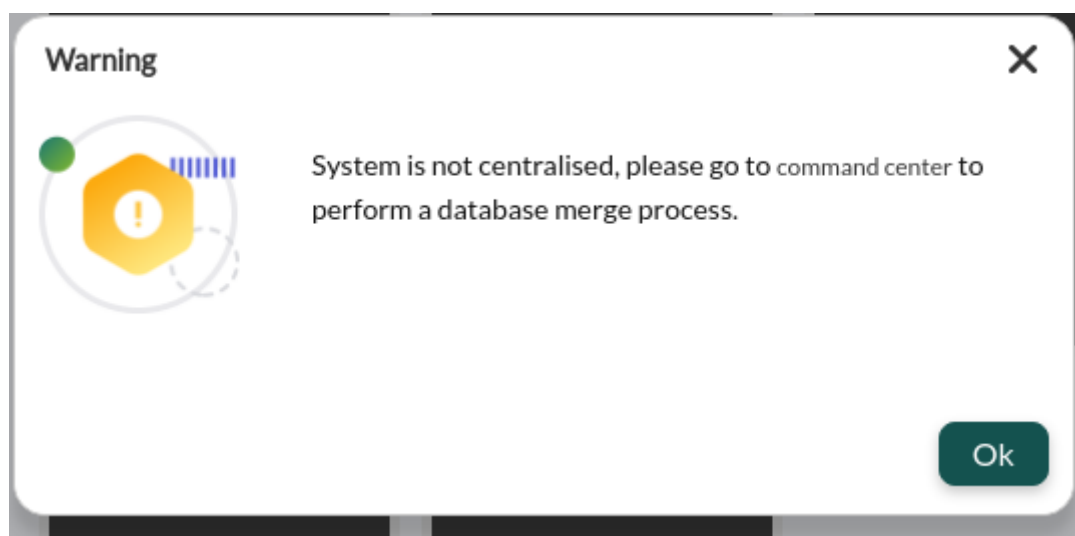 Warning
System is not centralised, please go to command center to
perform a database merge process.
Ok